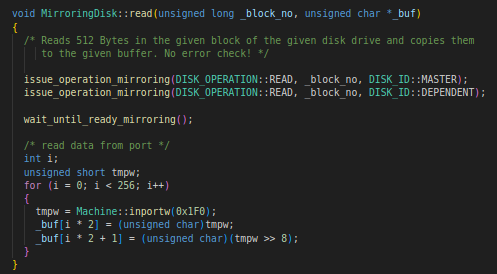 void MirroringDisk::read(unsigned long _block_no, unsigned char *_buf)
{
/* Reads 512 Bytes in the given block of the given disk drive and copies them
to the given buffer. No error check! */
issue_operation_mirroring(DISK_OPERATION::READ, _block_no, DISK_ID::MASTER);
issue_operation_mirroring(DISK_OPERATION::READ, _block_no, DISK_ID::DEPENDENT);
wait_until_ready_mirroring();
/* read data from port */
int i;
unsigned short tmpw;
for (i = 0; i < 256; i++)
{
tmpw = Machine::inportw(0x1F0);
_buf[i * 2] = (unsigned char)tmpw;
_buf[i * 2 + 1] = (unsigned char)(tmpw >> 8);
}
}